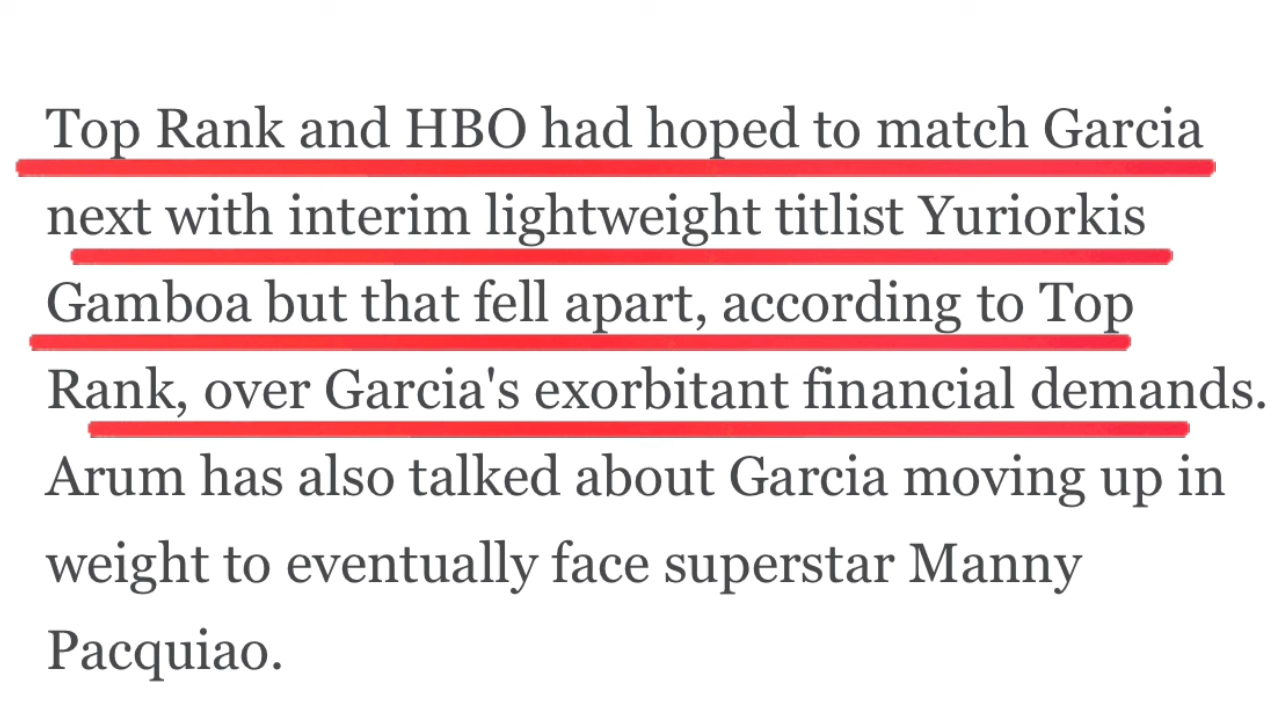 Top Rank and HBO had hoped to match Garcia
next with interim lightweight titlist Yuriorkis
Gamboa but that fell apart, according to Top
Rank, over Garcia's exorbitant financial demands.
Arum has also talked about Garcia moving up in
weight to eventually face superstar Manny
Pacquiao.